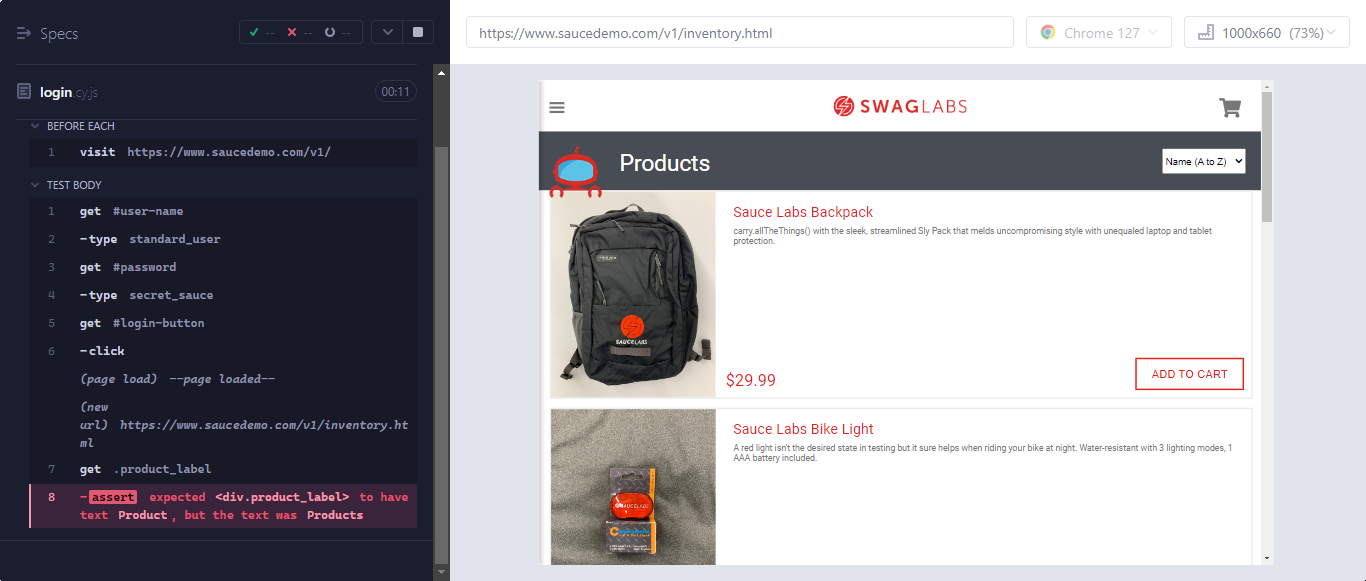 Specs
--
--
--
login.cy.js
00:11
BEFORE EACH
1 visit https://www.saucedemo.com/v1/
TEST BODY
1 get #user-name
2 -type standard_user
3 get #password
4 -type secret_sauce
5 get #login-button
6 -click
(page load) --page loaded--
(new
url) https://www.saucedemo.com/v1/inventory.ht
ml
7 get .product_label
8 -assert expected <div.product_label> to have
text Product, but the text was Products
https://www.saucedemo.com/v1/inventory.html
Chrome 127
1000x660 (73%)
SWAGLABS
Products
Name (A to Z)
SAUCELABS
Sauce Labs Backpack
carry.allTheThings() with the sleek, streamlined Sly Pack that melds uncompromising style with unequaled laptop and tablet
protection.
$29.99
ADD TO CART
SAUCELABS
Sauce Labs Bike Light
A red light isn't the desired state in testing but it sure helps when riding your bike at night. Water-resistant with 3 lighting modes, 1
AAA battery included.